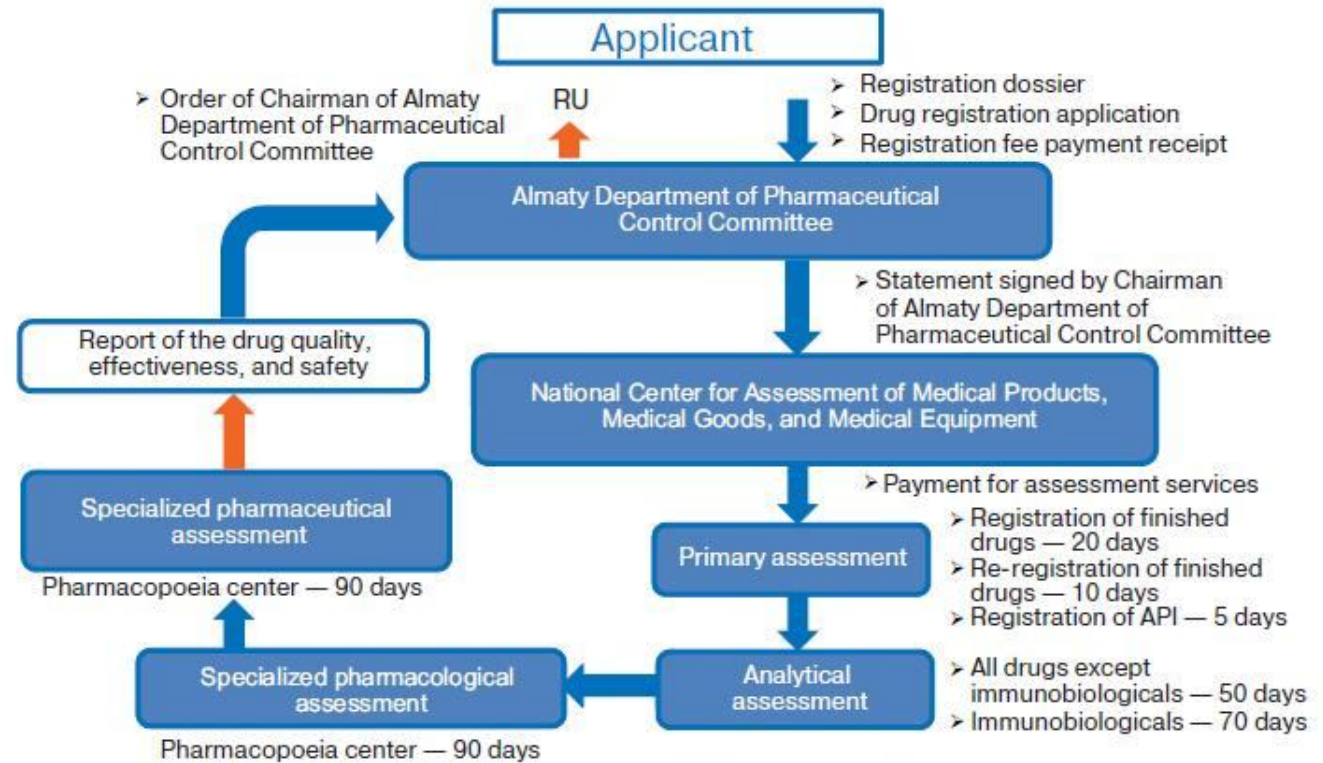 Applicant
➢ Order of Chairman of Almaty
Department of Pharmaceutical
Control Committee
RU
➢ Registration dossier
➢ Drug registration application
➢ Registration fee payment receipt
Almaty Department of Pharmaceutical
Control Committee
➢ Statement signed by Chairman
of Almaty Department of
Pharmaceutical Control Committee
Report of the drug quality,
effectiveness, and safety
National Center for Assessment of Medical Products,
Medical Goods, and Medical Equipment
➢ Payment for assessment services
Specialized pharmaceutical
assessment
Pharmacopoeia center — 90 days
Primary assessment
➢ Registration of finished
drugs — 20 days
➢ Re-registration of finished
drugs — 10 days
➢ Registration of API — 5 days
Specialized pharmacological
assessment
Pharmacopoeia center — 90 days
Analytical
assessment
➢ All drugs except
immunobiologicals — 50 days
➢ Immunobiologicals — 70 days